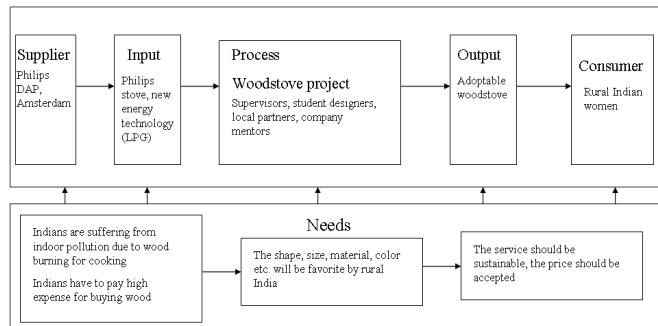 Supplier
Philips
DAP,
Amsterdam
Input
Philips
stove, new
energy
technology
(LPG)
Process
Woodstove project
Supervisors, student designers,
local partners, company
mentors
Output
Adoptable
woodstove
Consumer
Rural Indian
women
Needs
Indians are suffering from
indoor pollution due to wood
burning for cooking
Indians have to pay high
expense for buying wood
The shape, size, material, color
etc. will be favorite by rural
India
The service should be
sustainable, the price should be
accepted